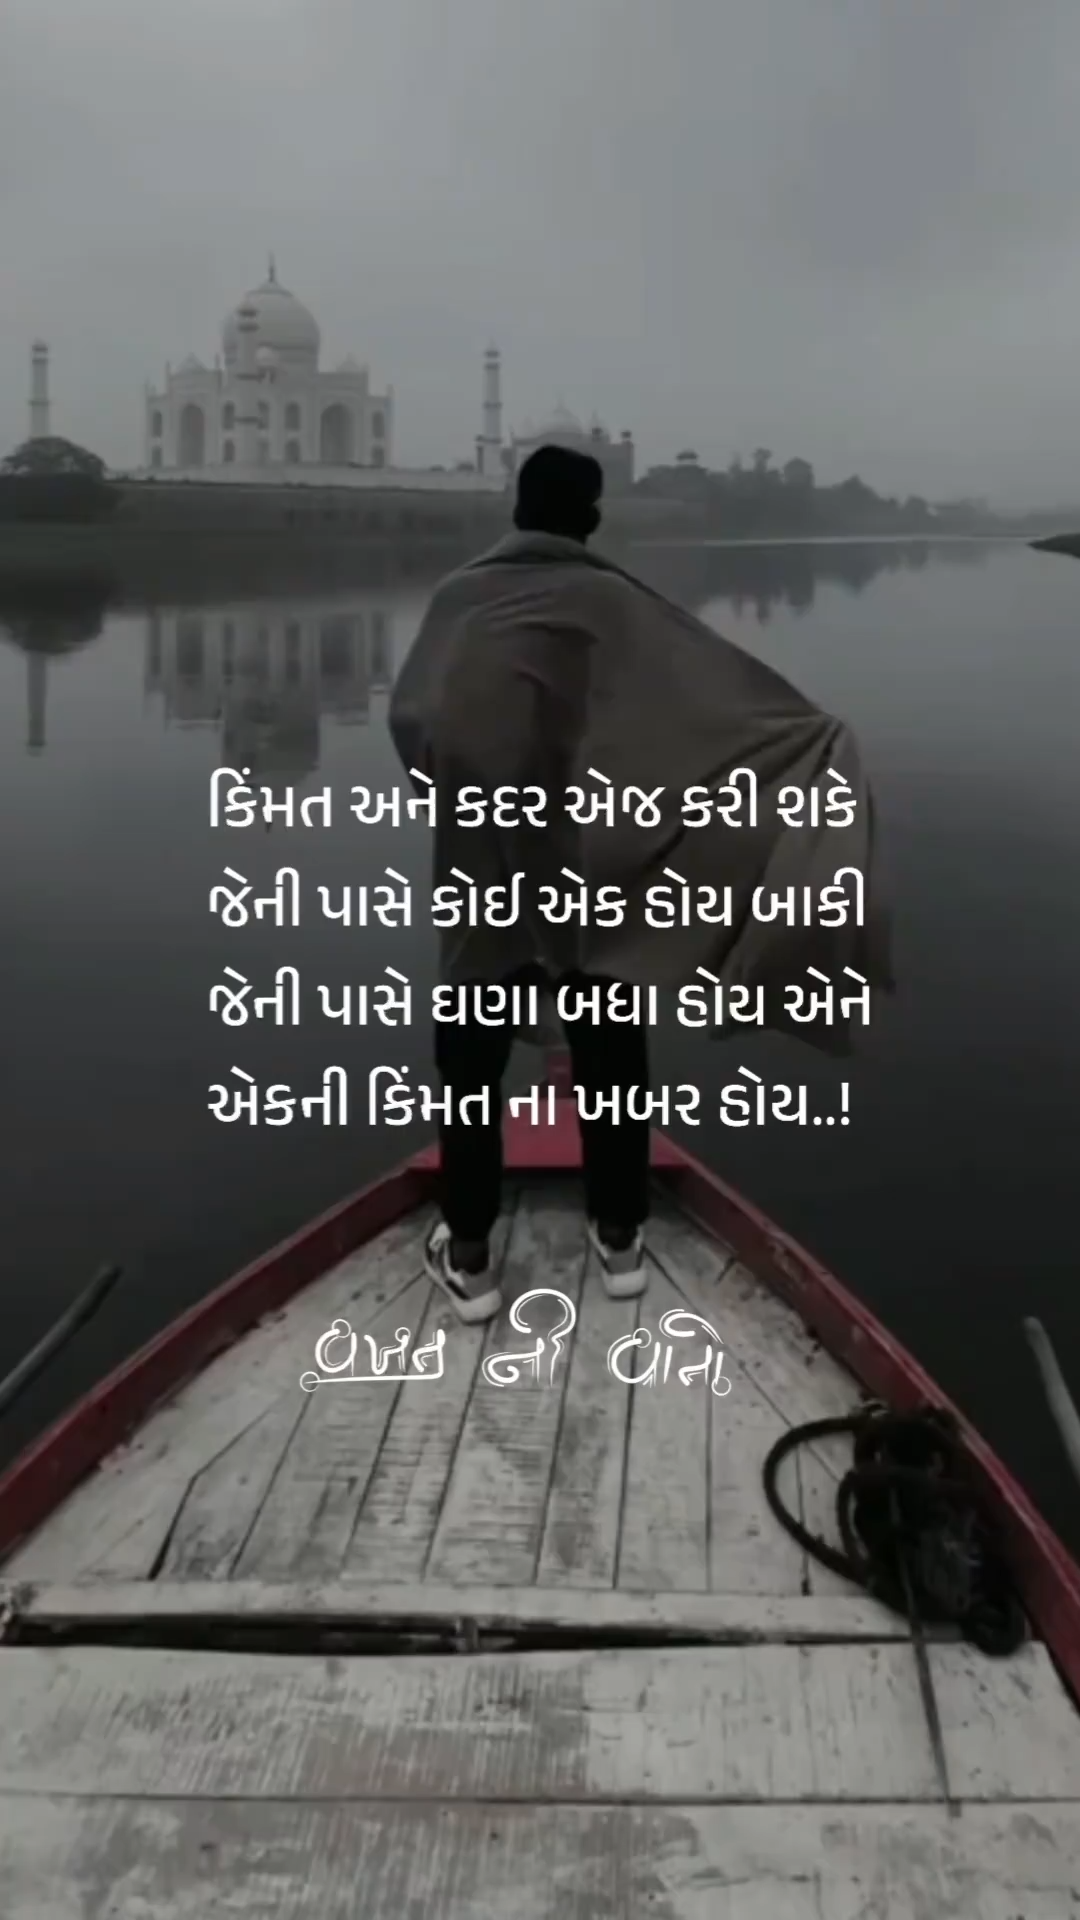 કિંમત અને કદર એજ કરી શકે
જેની પાસે કોઈ એક હોય બાકી
જેની પાસે ઘણા બધા હોય એને
એકની કિંમત ના ખબર હોય..!
વખત ની વાતો